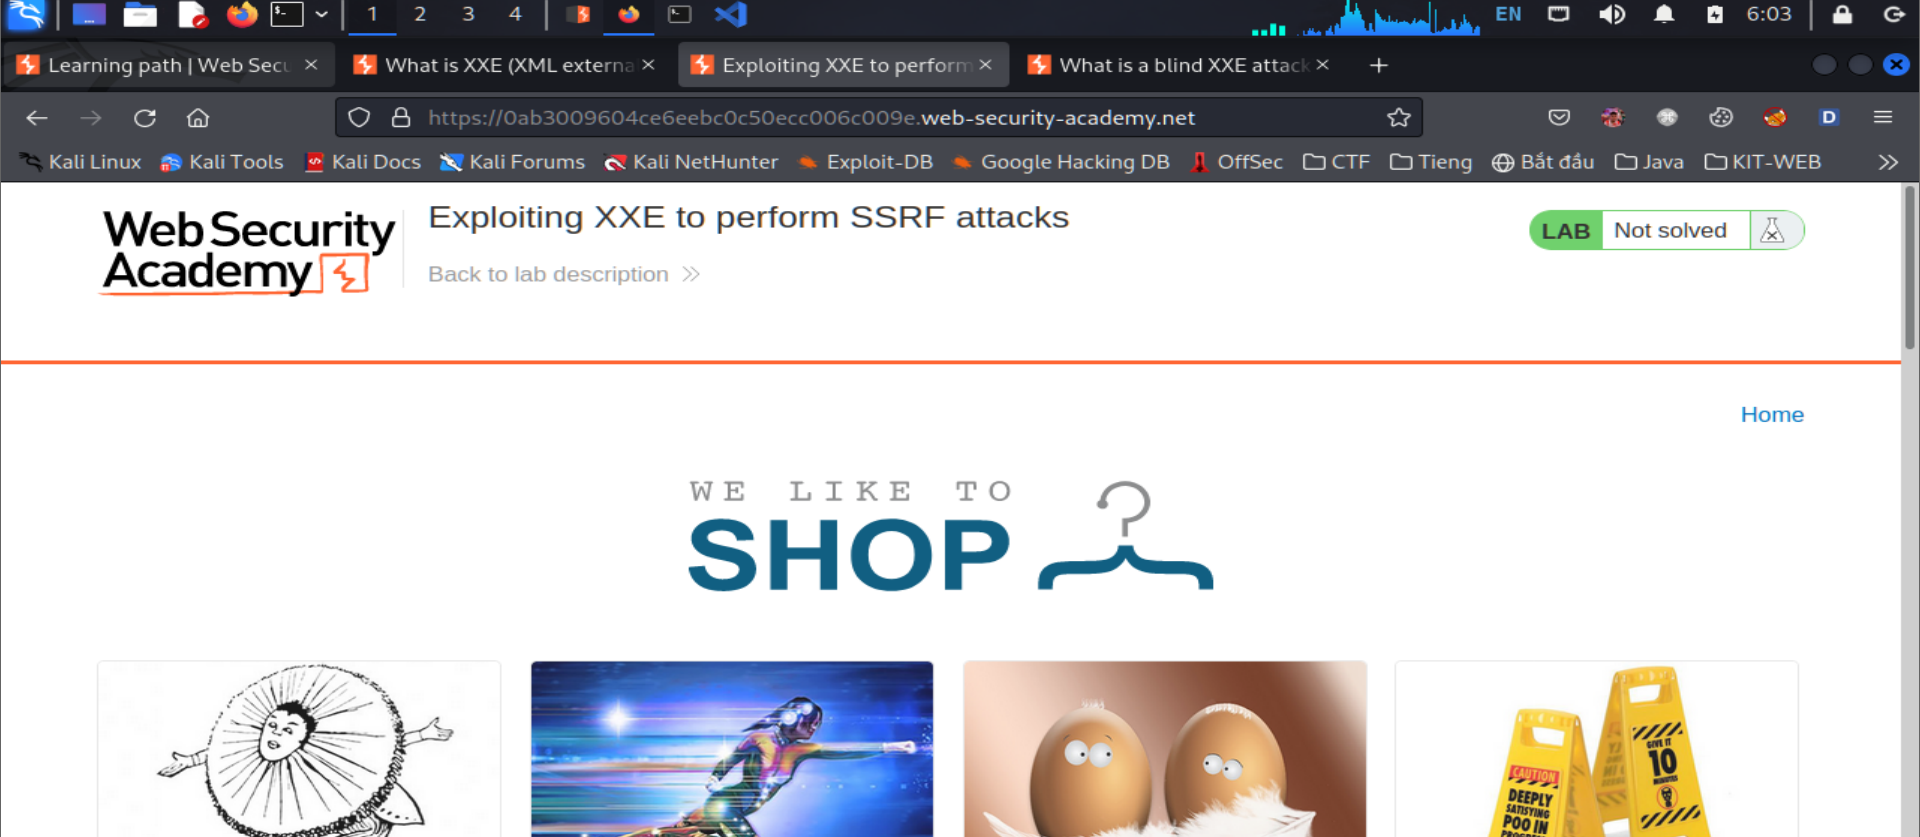 1 2 3 4 EN 6:03
Learning path | Web Secu
What is XXE (XML externa
Exploiting XXE to perform
What is a blind XXE attack
https://0ab3009604ce6eebc0c50ecc006c009e.web-security-academy.net
Kali Linux Kali Tools Kali Docs Kali Forums Kali NetHunter Exploit-DB Google Hacking DB OffSec CTF Tieng Bắt đầu Java KIT-WEB
Web Security
Academy
Exploiting XXE to perform SSRF attacks
Back to lab description
LAB Not solved
Home
WE LIKE TO
SHOP
CAUTION
DEEPLY
SATISFYING
POO IN
GIVE IT
10
MINUTES